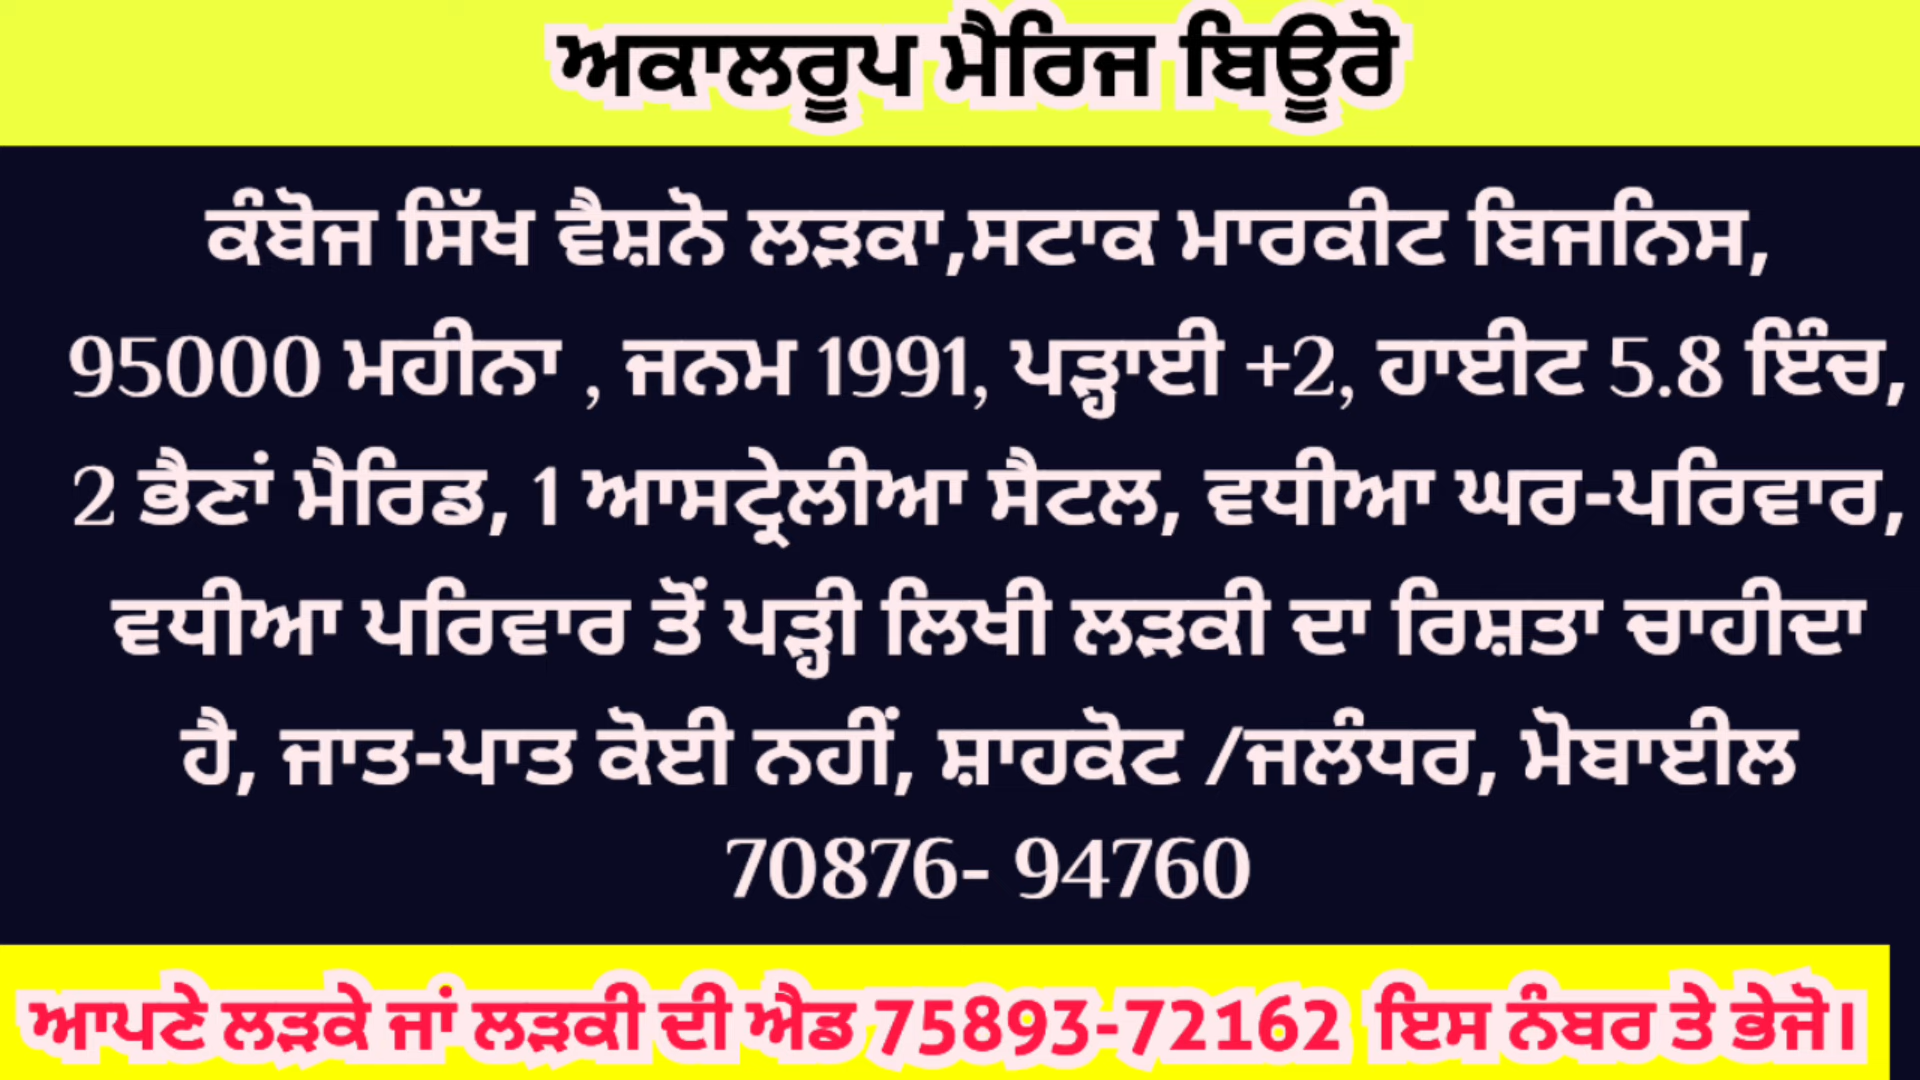 ਅਕਾਲਰੂਪ ਮੈਰਿਜ ਬਿਊਰੋ
ਕੰਬੋਜ ਸਿੱਖ ਵੈਸ਼ਨੋ ਲੜਕਾ,ਸਟਾਕ ਮਾਰਕੀਟ ਬਿਜਨਿਸ,
95000 ਮਹੀਨਾ , ਜਨਮ 1991, ਪੜ੍ਹਾਈ +2, ਹਾਈਟ 5.8 ਇੰਚ,
2 ਭੈਣਾਂ ਮੈਰਿਡ, 1 ਆਸਟ੍ਰੇਲੀਆ ਸੈਟਲ, ਵਧੀਆ ਘਰ-ਪਰਿਵਾਰ,
ਵਧੀਆ ਪਰਿਵਾਰ ਤੋਂ ਪੜ੍ਹੀ ਲਿਖੀ ਲੜਕੀ ਦਾ ਰਿਸ਼ਤਾ ਚਾਹੀਦਾ
ਹੈ, ਜਾਤ-ਪਾਤ ਕੋਈ ਨਹੀਂ, ਸ਼ਾਹਕੋਟ /ਜਲੰਧਰ, ਮੋਬਾਈਲ
70876- 94760
ਆਪਣੇ ਲੜਕੇ ਜਾਂ ਲੜਕੀ ਦੀ ਐਡ 75893-72162 ਇਸ ਨੰਬਰ ਤੇ ਭੇਜੋ।